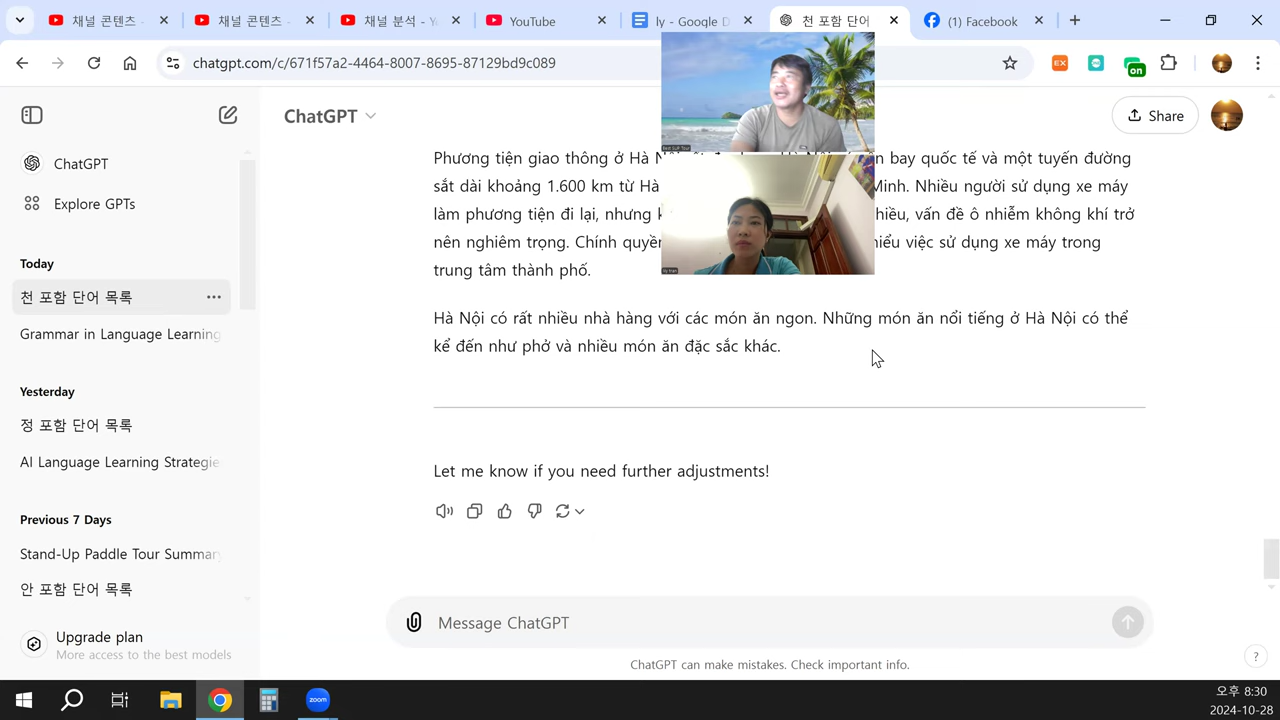 채널 콘텐츠 -
채널 콘텐츠 -
채널 분석 - Y
YouTube
ly - Google D
천 포함 단어
(1) Facebook
chatgpt.com/c/671f57a2-4464-8007-8695-87129bd9c089
EX
on
ChatGPT
Share
ChatGPT
Explore GPTs
Today
천 포함 단어 목록
Grammar in Language Learning
Yesterday
정 포함 단어 목록
AI Language Learning Strategie
Previous 7 Days
Stand-Up Paddle Tour Summary
안 포함 단어 목록
Upgrade plan
More access to the best models
Phương tiện giao thông ở Hà bay quốc tế và một tuyến đường
sắt dài khoảng 1.600 km từ Hà Minh. Nhiều người sử dụng xe máy
làm phương tiện đi lại, nhưng vấn đề ô nhiễm không khí trở
nên nghiêm trọng. Chính việc sử dụng xe máy trong
trung tâm thành phố.
Hà Nội có rất nhiều nhà hàng với các món ăn ngon. Những món ăn nổi tiếng ở Hà Nội có thể
kể đến như phở và nhiều món ăn đặc sắc khác.
Let me know if you need further adjustments!
Message ChatGPT
ChatGPT can make mistakes. Check important info.
?
zoom
오후 8:30
2024-10-28